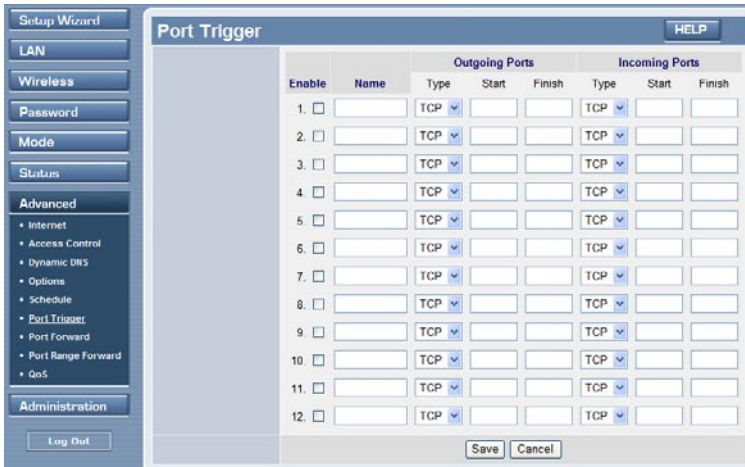 Setup Wizard
LAN
Wireless
Password
Mode
Status
Advanced
• Internet
• Access Control
• Dynamic DNS
• Options
• Schedule
• Port Trigger
• Port Forward
• Port Range Forward
• QoS
Administration
Log Out
Port Trigger
HELP
Outgoing Ports Incoming Ports
Enable Name Type Start Finish Type Start Finish
1. TCP TCP
2. TCP TCP
3. TCP TCP
4. TCP TCP
5. TCP TCP
6. TCP TCP
7. TCP TCP
8. TCP TCP
9. TCP TCP
10. TCP TCP
11. TCP TCP
12. TCP TCP
Save Cancel